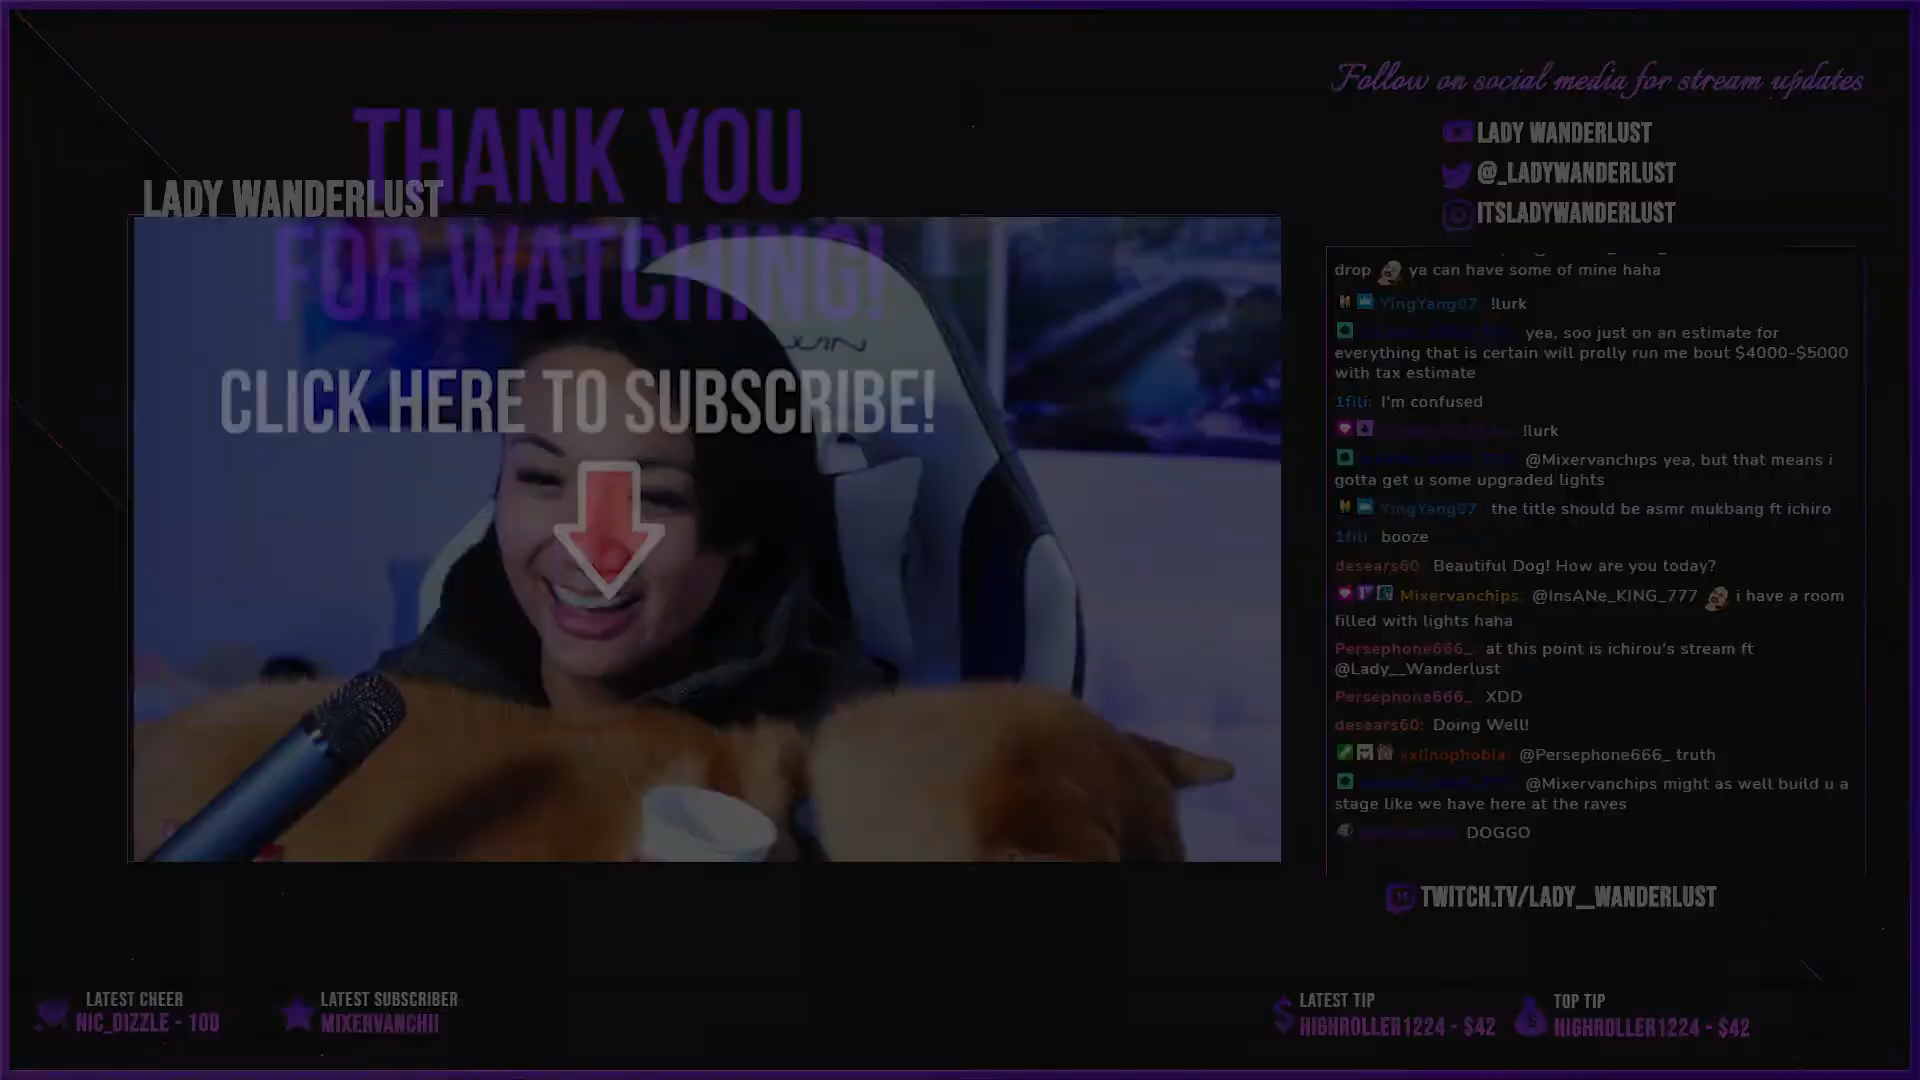 Follow on social media for stream updates
LADY WANDERLUST
@_LADYWANDERLUST
ITSLADYWANDERLUST
THANK YOU
FOR WATCHING!
LADY WANDERLUST
CLICK HERE TO SUBSCRIBE!
drop ya can have some of mine haha
YingYang07 !lurk
yea, soo just on an estimate for
everything that is certain will prolly run me bout $4000-$5000
with tax estimate
1fili: I'm confused
!lurk
@Mixervanchips yea, but that means i
gotta get u some upgraded lights
YingYang07 the title should be asmr mukbang ft ichiro
1fili: booze
desears60 Beautiful Dog! How are you today?
Mixervanchips: @InsANe_KING_777 i have a room
filled with lights haha
Persephone666_ at this point is ichirou's stream ft
@Lady__Wanderlust
Persephone666_ XDD
desears60: Doing Well!
xxlinophobia: @Persephone666_ truth
@Mixervanchips might as well build u a
stage like we have here at the raves
DOGGO
TWITCH.TV/LADY__WANDERLUST
LATEST CHEER
NIC_DIZZLE - 100
LATEST SUBSCRIBER
MIXERVANCHII
LATEST TIP
HIGHROLLER1224 - $42
TOP TIP
HIGHROLLER1224 - $42